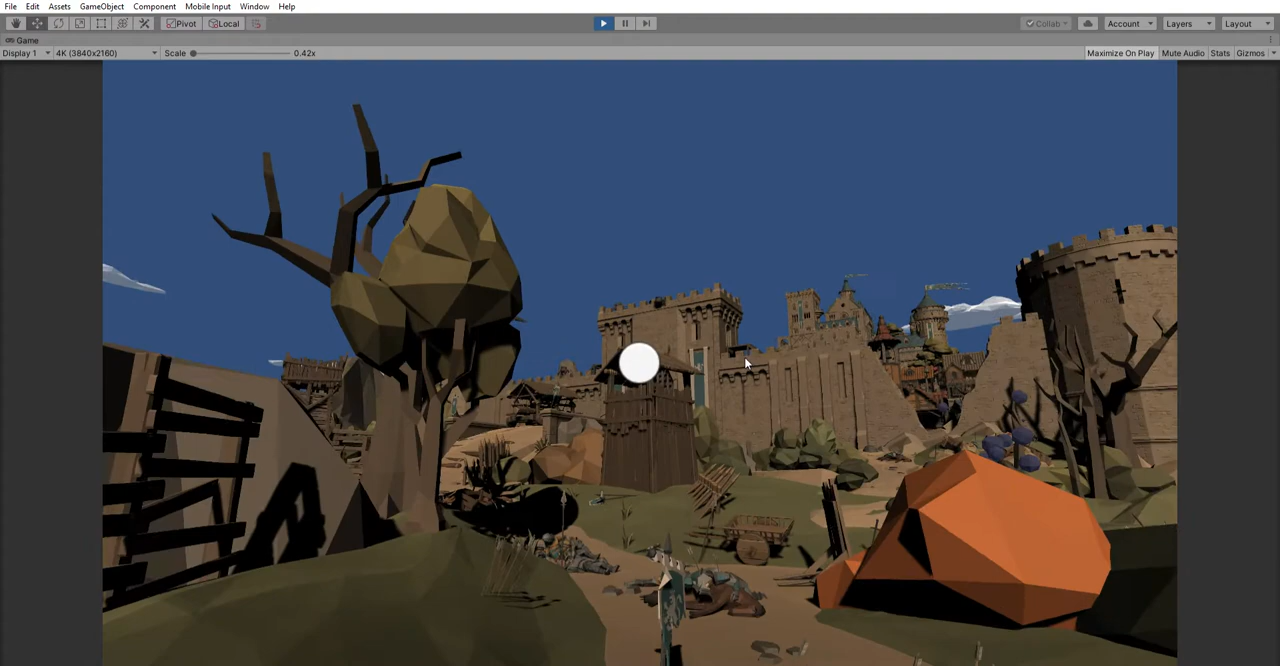 File Edit Assets GameObject Component Mobile Input Window Help
Pivot Local Collab Account Layers Layout
Game
Display 1 4K (3840x2160) Scale 0.42x Maximize On Play Mute Audio Stats Gizmos